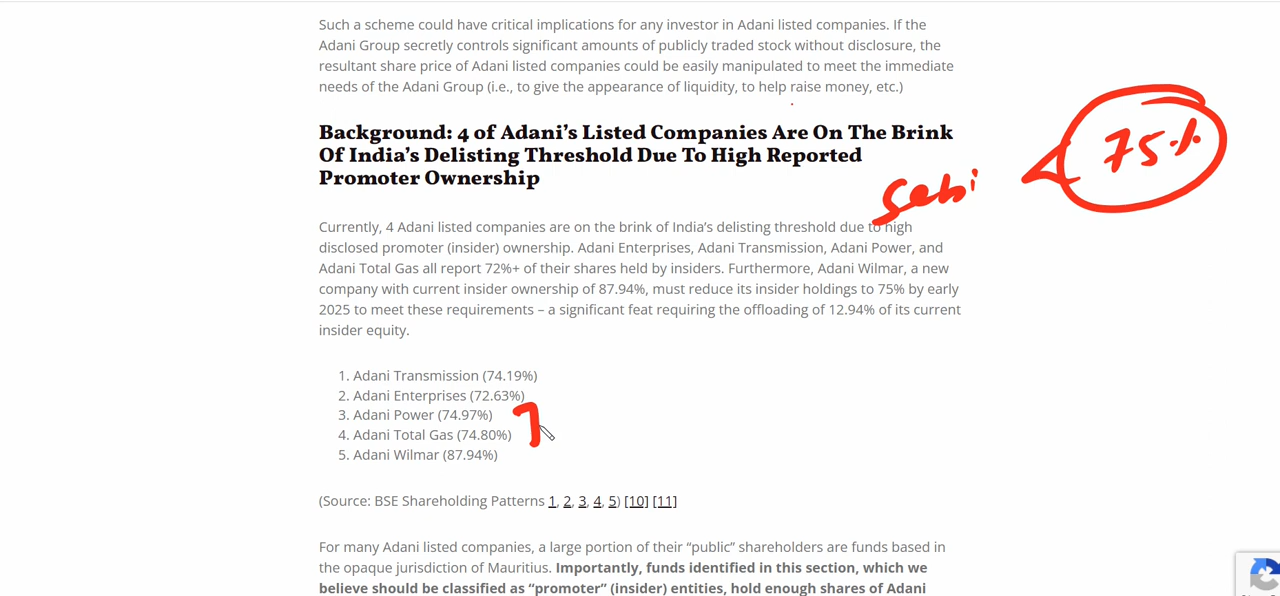 Such a scheme could have critical implications for any investor in Adani listed companies. If the
Adani Group secretly controls significant amounts of publicly traded stock without disclosure, the
resultant share price of Adani listed companies could be easily manipulated to meet the immediate
needs of the Adani Group (i.e., to give the appearance of liquidity, to help raise money, etc.)
Background: 4 of Adani’s Listed Companies Are On The Brink
Of India’s Delisting Threshold Due To High Reported
Promoter Ownership
75%
Sebi
Currently, 4 Adani listed companies are on the brink of India’s delisting threshold due to high
disclosed promoter (insider) ownership. Adani Enterprises, Adani Transmission, Adani Power, and
Adani Total Gas all report 72%+ of their shares held by insiders. Furthermore, Adani Wilmar, a new
company with current insider ownership of 87.94%, must reduce its insider holdings to 75% by early
2025 to meet these requirements – a significant feat requiring the offloading of 12.94% of its current
insider equity.
1. Adani Transmission (74.19%)
2. Adani Enterprises (72.63%)
3. Adani Power (74.97%)
4. Adani Total Gas (74.80%)
5. Adani Wilmar (87.94%)
(Source: BSE Shareholding Patterns 1, 2, 3, 4, 5) [10] [11]
For many Adani listed companies, a large portion of their “public” shareholders are funds based in
the opaque jurisdiction of Mauritius. Importantly, funds identified in this section, which we
believe should be classified as “promoter” (insider) entities, hold enough shares of Adani